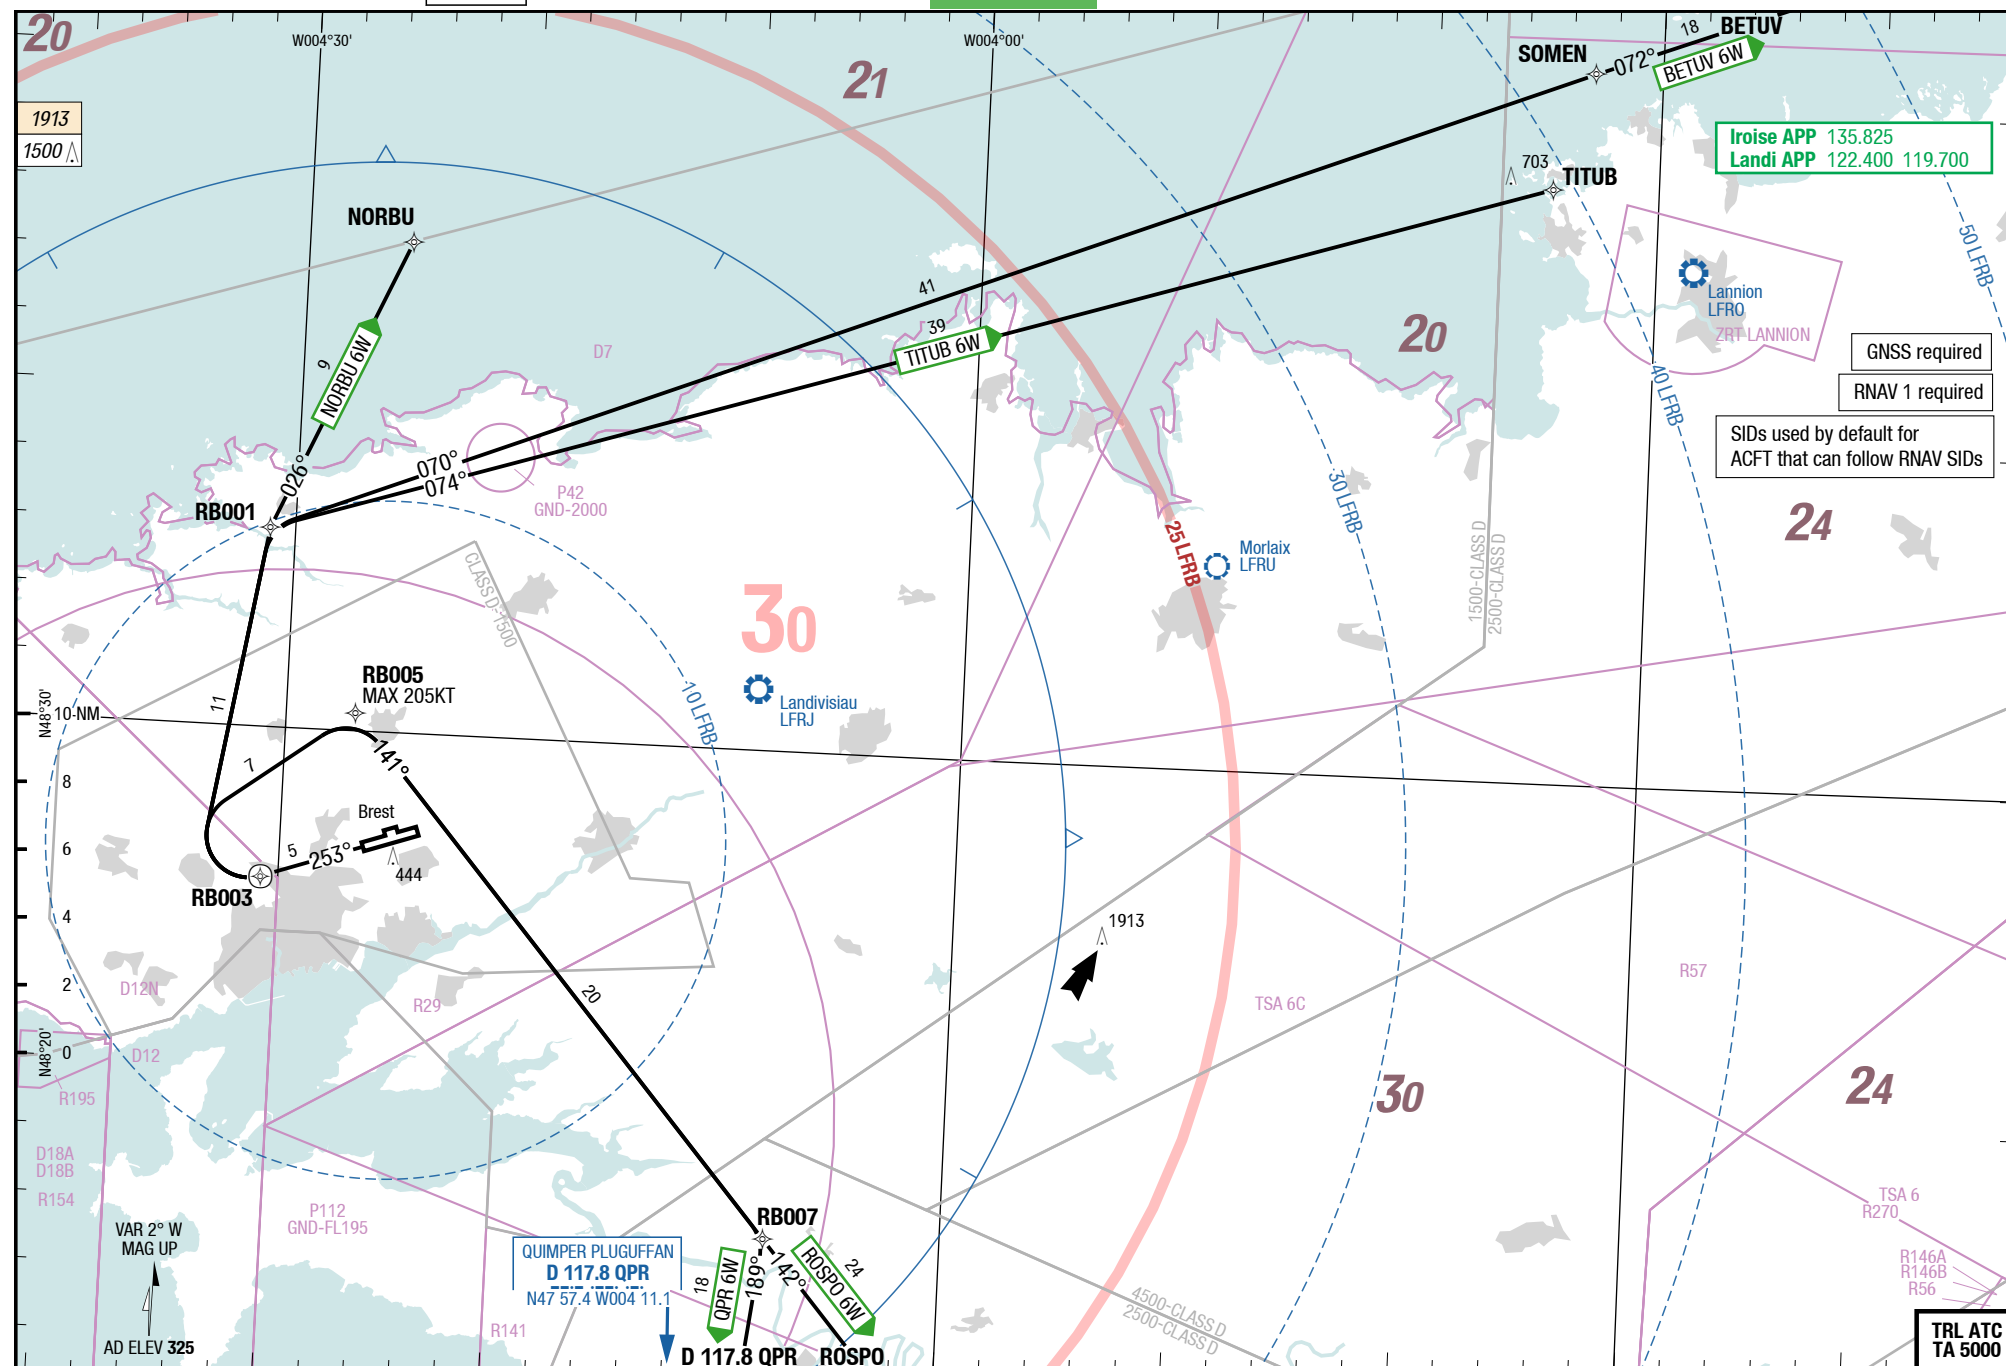 20
W004°30'
W004°00'
18
BETUV
SOMEN
072°
BETUV 6W
21
1913
1500
Iroise APP 135.825
Landi APP 122.400 119.700
703
TITUB
NORBU
50 LFRB
41
39
TITUB 6W
Lannion
LFRO
ZRT LANNION
20
GNSS required
RNAV 1 required
SIDs used by default for
ACFT that can follow RNAV SIDs
D7
9
NORBU 6W
40 LFRB
026°
070°
074°
P42
GND-2000
RB001
30 LFRB
25 LFRB
24
Morlaix
LFRU
1500-CLASS D
2500-CLASS D
CLASS D-1500
30
RB005
MAX 205KT
11
Landivisiau
LFRJ
10 LFRB
N48°30'
10-NM
141°
7
8
Brest
6
5
253°
444
RB003
4
1913
2
D12N
R29
20
R57
TSA 6C
N48°20'
0
D12
R195
30
24
D18A
D18B
R154
P112
GND-FL195
TSA 6
R270
VAR 2° W
MAG UP
RB007
QUIMPER PLUGUFFAN
D 117.8 QPR
N47 57.4 W004 11.1
18
QPR 6W
189°
142°
ROSPO 6W
24
R146A
R146B
R56
4500-CLASS D
2500-CLASS D
R141
AD ELEV 325
D 117.8 QPR
ROSPO
TRL ATC
TA 5000